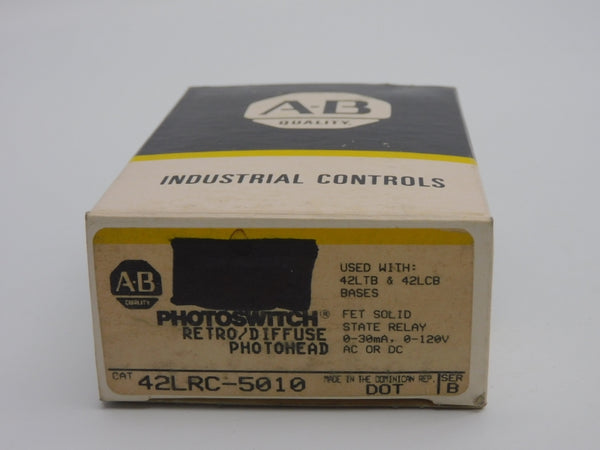 A-B
QUALITY
INDUSTRIAL CONTROLS
A-B
QUALITY
PHOTOSWITCH®
RETRO/DIFFUSE
PHOTOHEAD
USED WITH:
42LTB & 42LCB
BASES
FET SOLID
STATE RELAY
0-30mA, 0-120V
AC OR DC
CAT 42LRC-5010
MADE IN THE DOMINICAN REP.
DOT
SER
B